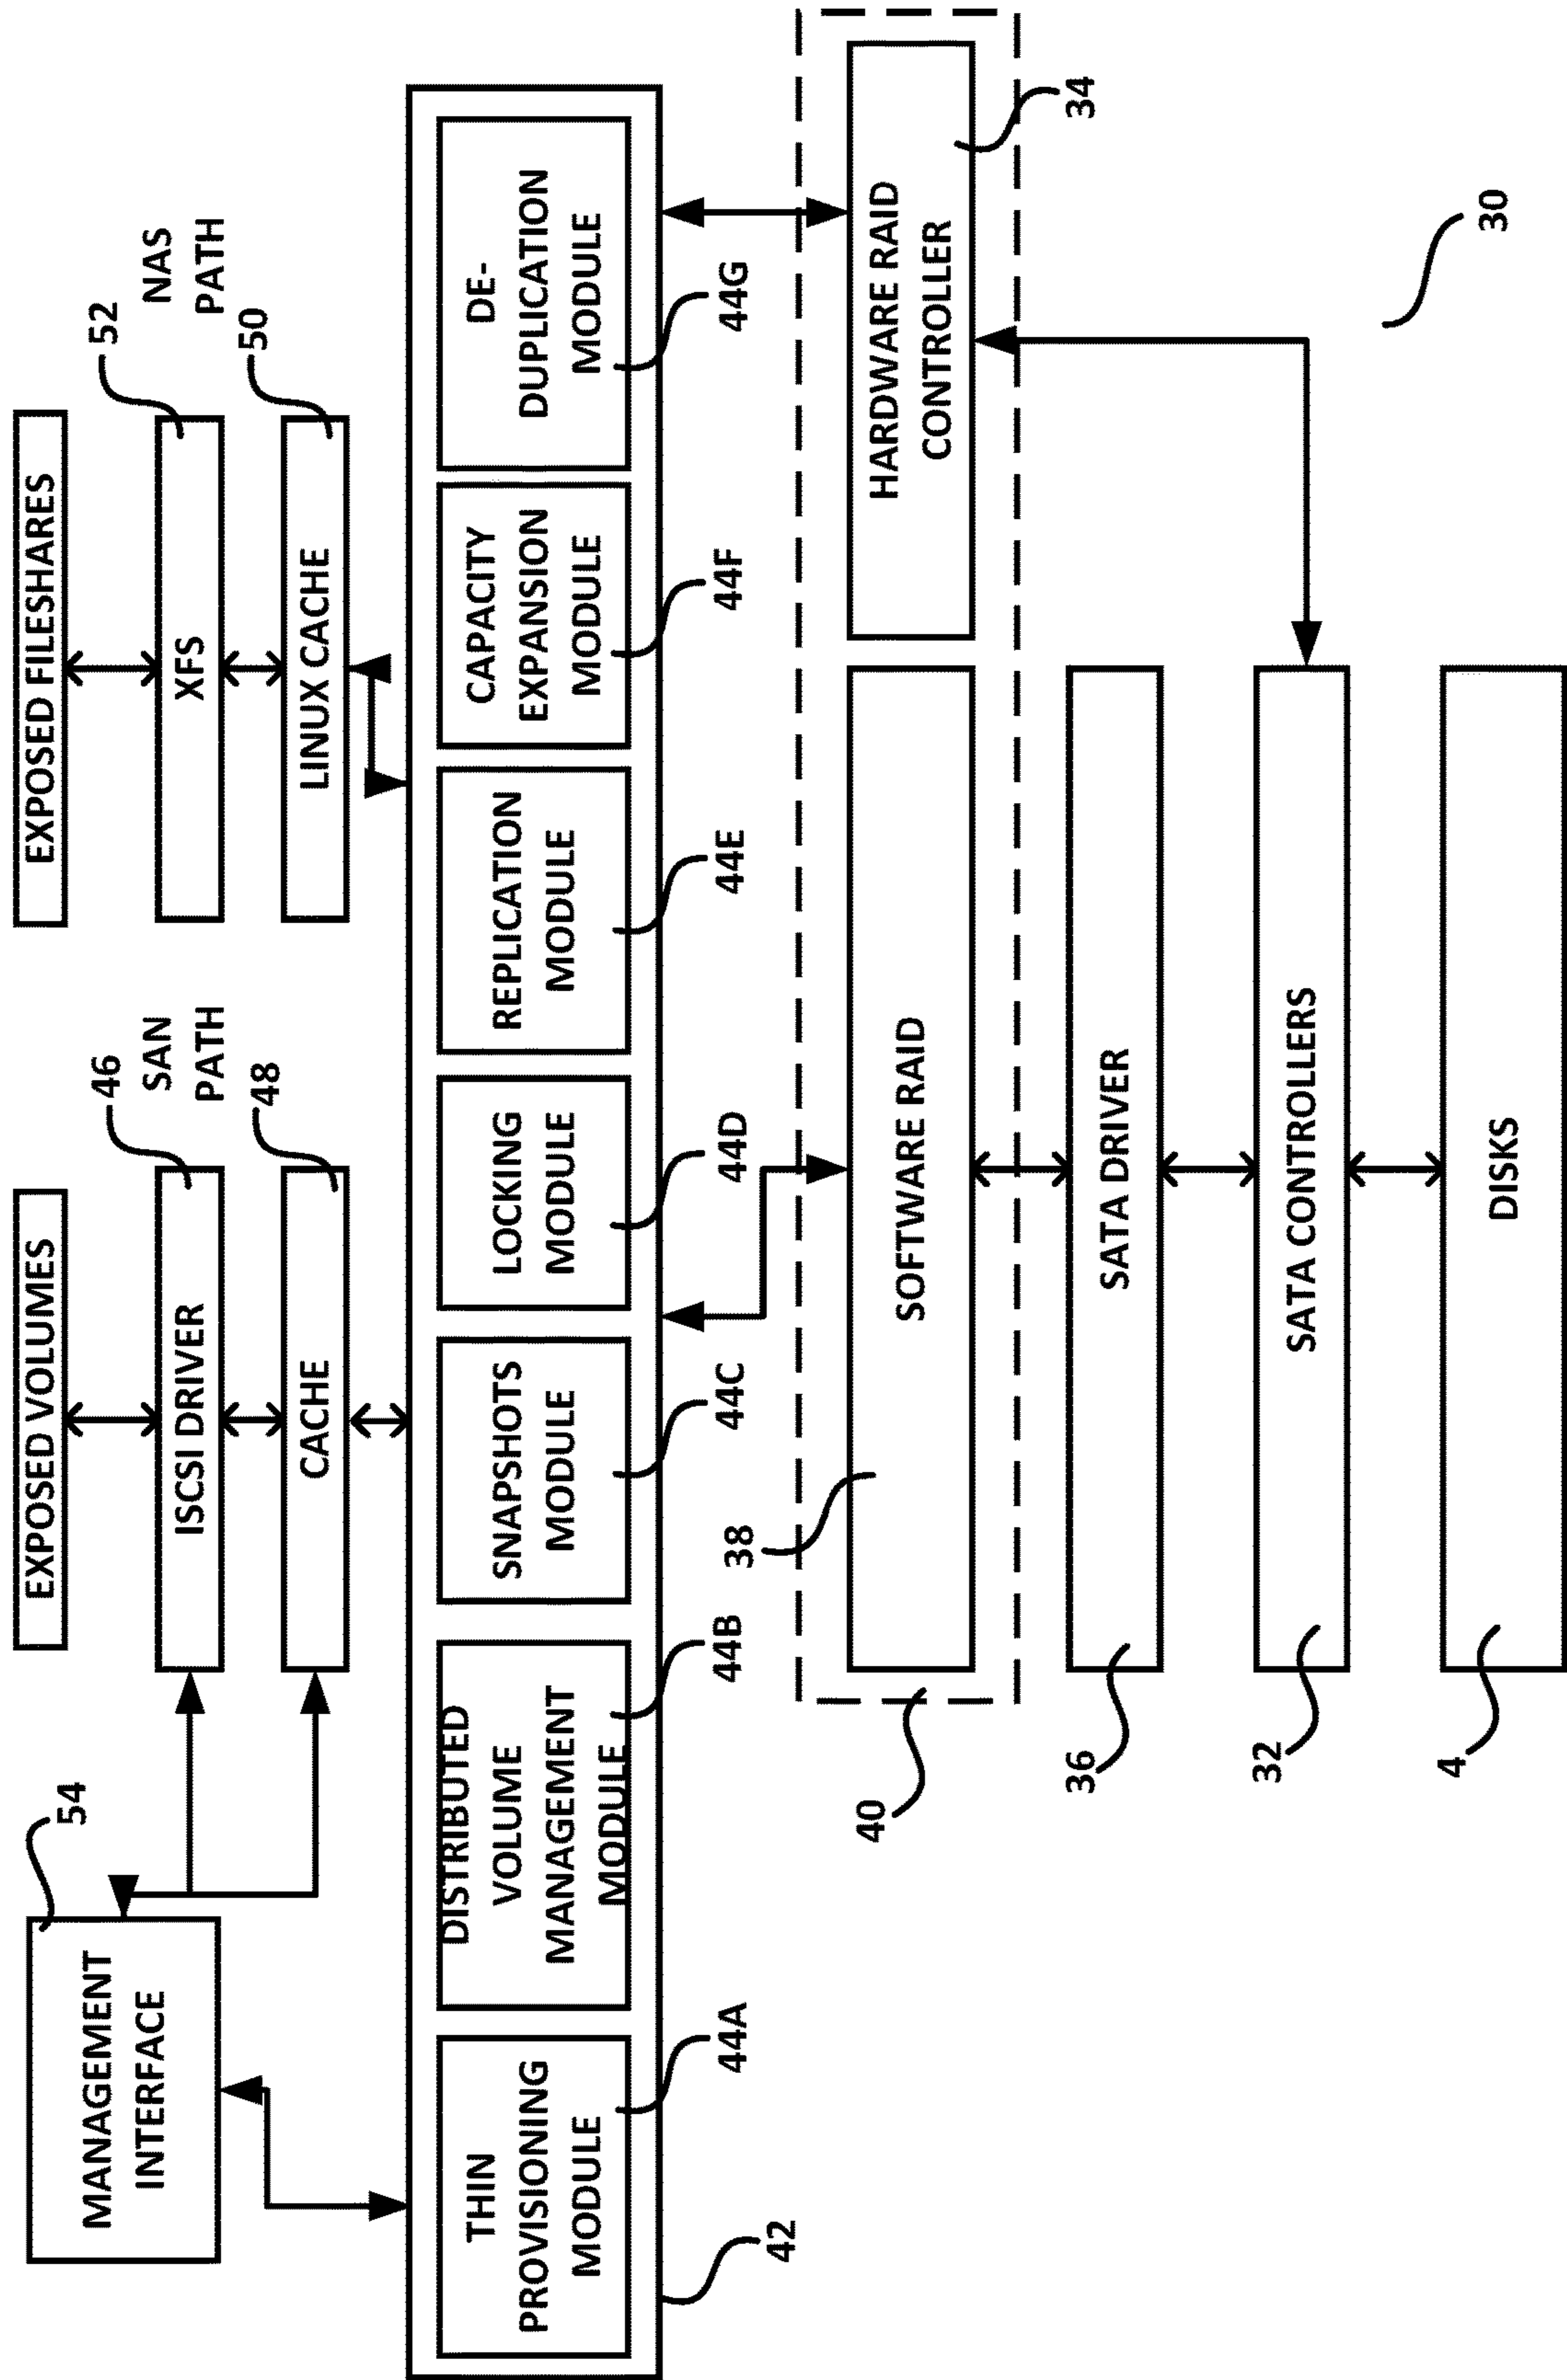 MANAGEMENT
INTERFACE
54
EXPOSED VOLUMES
ISCSI DRIVER
46
SAN
PATH
CACHE
48
EXPOSED FILESHARES
XFS
52
NAS
PATH
LINUX CACHE
50
THIN
PROVISIONING
MODULE
44A
DISTRIBUTED
VOLUME
MANAGEMENT
MODULE
44B
SNAPSHOTS
MODULE
44C
LOCKING
MODULE
44D
REPLICATION
MODULE
44E
CAPACITY
EXPANSION
MODULE
44F
DE-
DUPLICATION
MODULE
44G
42
38
SOFTWARE RAID
HARDWARE RAID
CONTROLLER
34
40
36
SATA DRIVER
32
SATA CONTROLLERS
4
DISKS
30